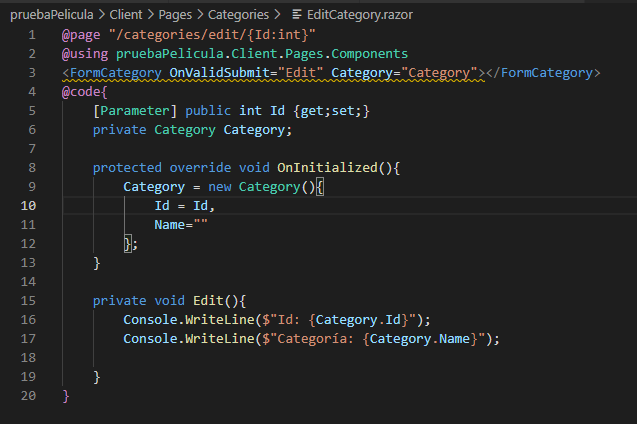 pruebaPelicula > Client > Pages > Categories > EditCategory.razor
1 @page "/categories/edit/{Id:int}"
2 @using pruebaPelicula.Client.Pages.Components
3 <FormCategory OnValidSubmit="Edit" Category="Category"></FormCategory>
4 @code{
5     [Parameter] public int Id {get;set;}
6     private Category Category;
7
8     protected override void OnInitialized(){
9         Category = new Category(){
10             Id = Id,
11             Name=""
12         };
13     }
14
15     private void Edit(){
16         Console.WriteLine($"Id: {Category.Id}");
17         Console.WriteLine($"Categoría: {Category.Name}");
18
19     }
20 }